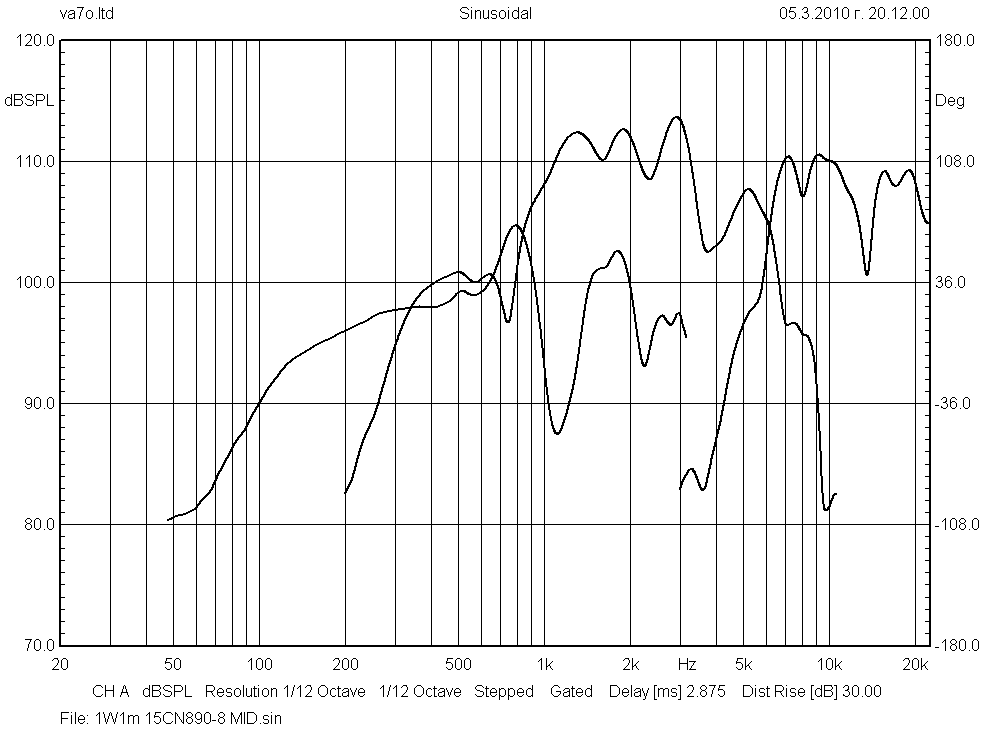 va7o.ltd Sinusoidal 05.3.2010 г. 20.12.00
120.0 180.0
dBSPL Deg
110.0 108.0
100.0 36.0
90.0 -36.0
80.0 -108.0
70.0 -180.0
20 50 100 200 500 1k 2k Hz 5k 10k 20k
CH A dBSPL Resolution 1/12 Octave 1/12 Octave Stepped Gated Delay [ms] 2.875 Dist Rise [dB] 30.00
File: 1W1m 15CN890-8 MID.sin